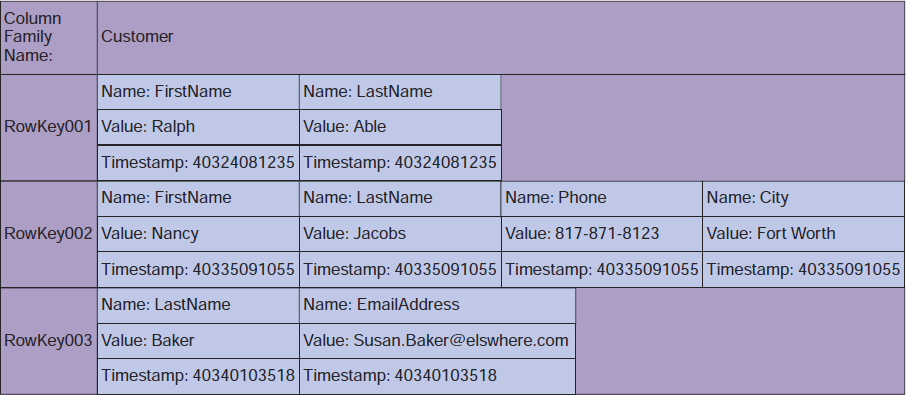 Column
Family
Name:
Customer
RowKey001
Name: FirstName
Name: LastName
Value: Ralph
Value: Able
Timestamp: 40324081235
Timestamp: 40324081235
RowKey002
Name: FirstName
Name: LastName
Name: Phone
Name: City
Value: Nancy
Value: Jacobs
Value: 817-871-8123
Value: Fort Worth
Timestamp: 40335091055
Timestamp: 40335091055
Timestamp: 40335091055
Timestamp: 40335091055
RowKey003
Name: LastName
Name: EmailAddress
Value: Baker
Value: Susan.Baker@elswhere.com
Timestamp: 40340103518
Timestamp: 40340103518